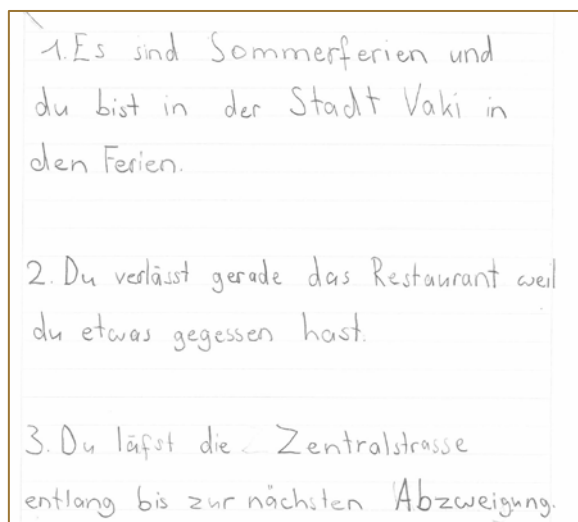 1. Es sind Sommerferien und
du bist in der Stadt Vaki in
den Ferien.
2. Du verlässt gerade das Restaurant weil
du etwas gegessen hast.
3. Du läfst die Zentralstrasse
entlang bis zur nächsten Abzweigung.